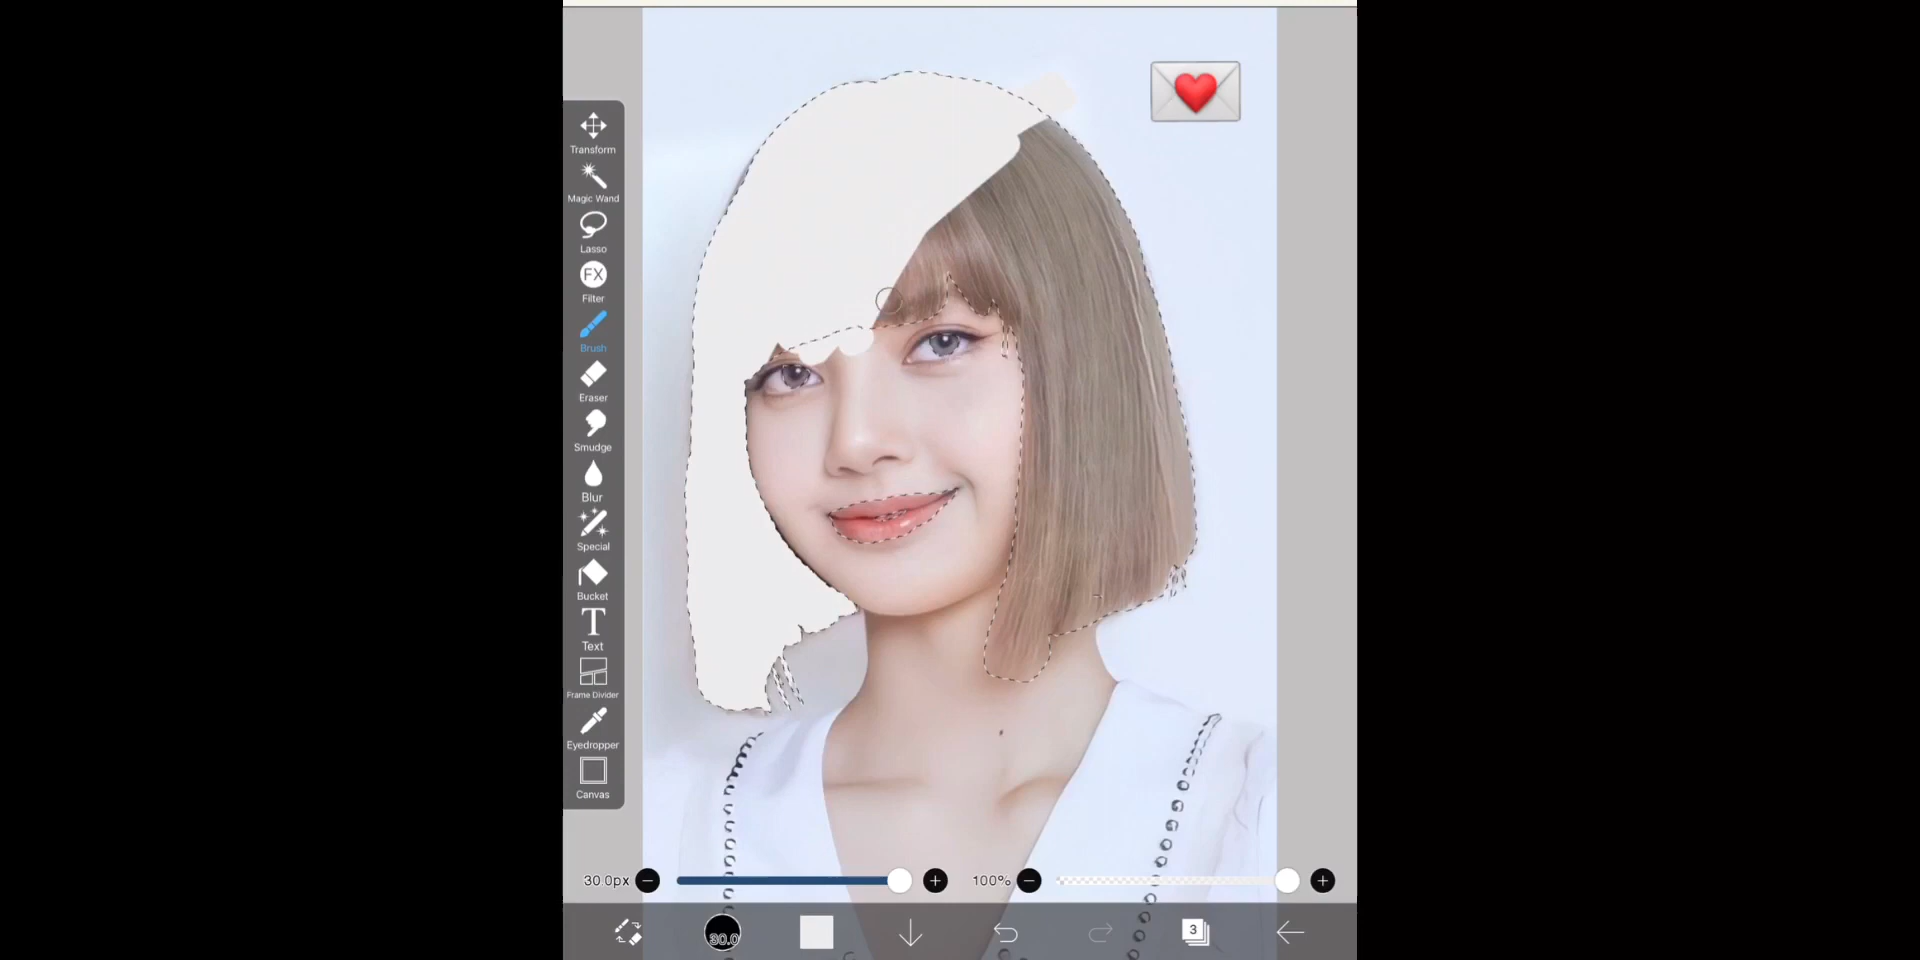 Transform
Magic Wand
Lasso
FX
Filter
Brush
Eraser
Smudge
Blur
Special
Bucket
T
Text
Frame Divider
Eyedropper
Canvas
30.0px
100%
30.0
3